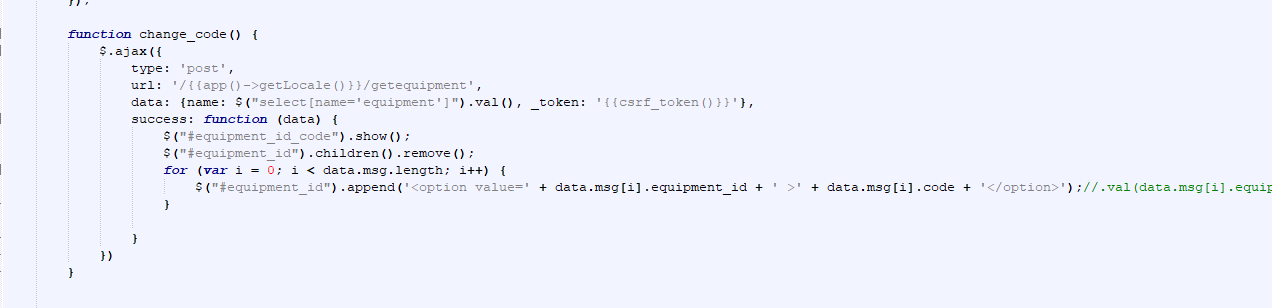 });
function change_code() {
$.ajax({
type: 'post',
url: '/{{app()->getLocale()}}/getequipment',
data: {name: $("select[name='equipment']").val(), _token: '{{csrf_token()}}'},
success: function (data) {
$("#equipment_id_code").show();
$("#equipment_id").children().remove();
for (var i = 0; i < data.msg.length; i++) {
$("#equipment_id").append('<option value=' + data.msg[i].equipment_id + ' >' + data.msg[i].code + '</option>');//.val(data.msg[i].equip
}
}
})
}